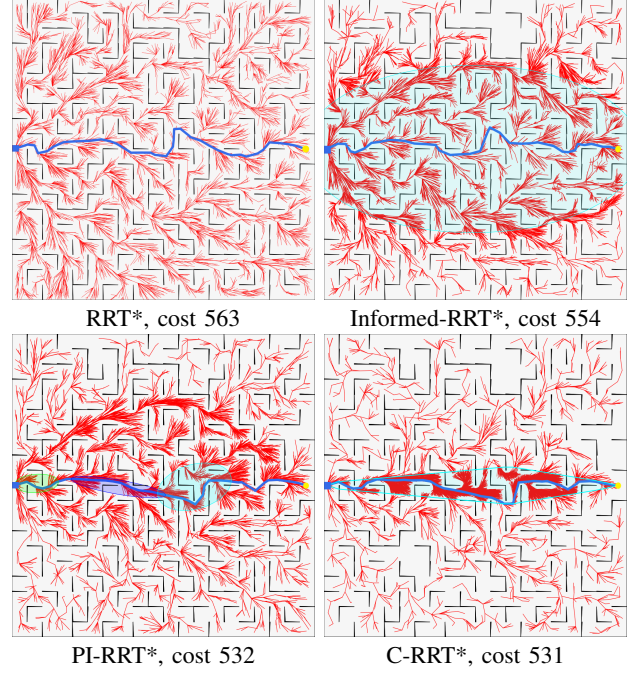 RRT*, cost 563
Informed-RRT*, cost 554
PI-RRT*, cost 532
C-RRT*, cost 531